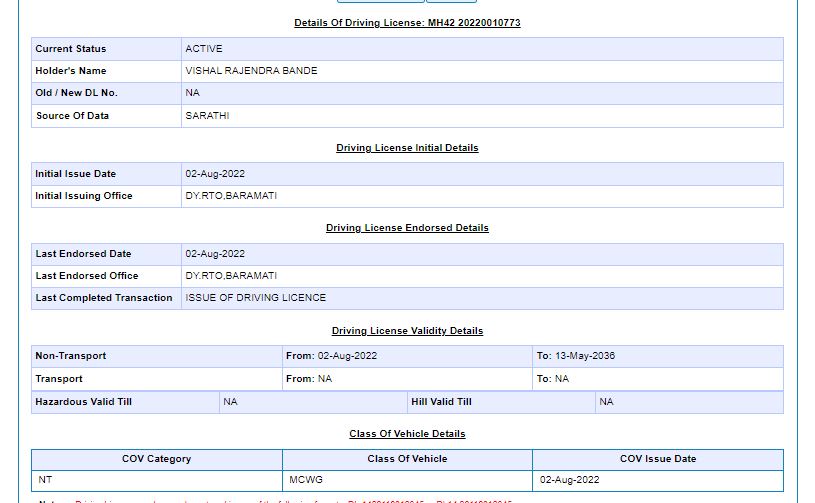 Details Of Driving License: MH42 20220010773
Current Status ACTIVE
Holder's Name VISHAL RAJENDRA BANDE
Old / New DL No. NA
Source Of Data SARATHI
Driving License Initial Details
Initial Issue Date 02-Aug-2022
Initial Issuing Office DY.RTO,BARAMATI
Driving License Endorsed Details
Last Endorsed Date 02-Aug-2022
Last Endorsed Office DY.RTO,BARAMATI
Last Completed Transaction ISSUE OF DRIVING LICENCE
Driving License Validity Details
Non-Transport From: 02-Aug-2022 To: 13-May-2036
Transport From: NA To: NA
Hazardous Valid Till NA Hill Valid Till NA
Class Of Vehicle Details
COV Category Class Of Vehicle COV Issue Date
NT MCWG 02-Aug-2022